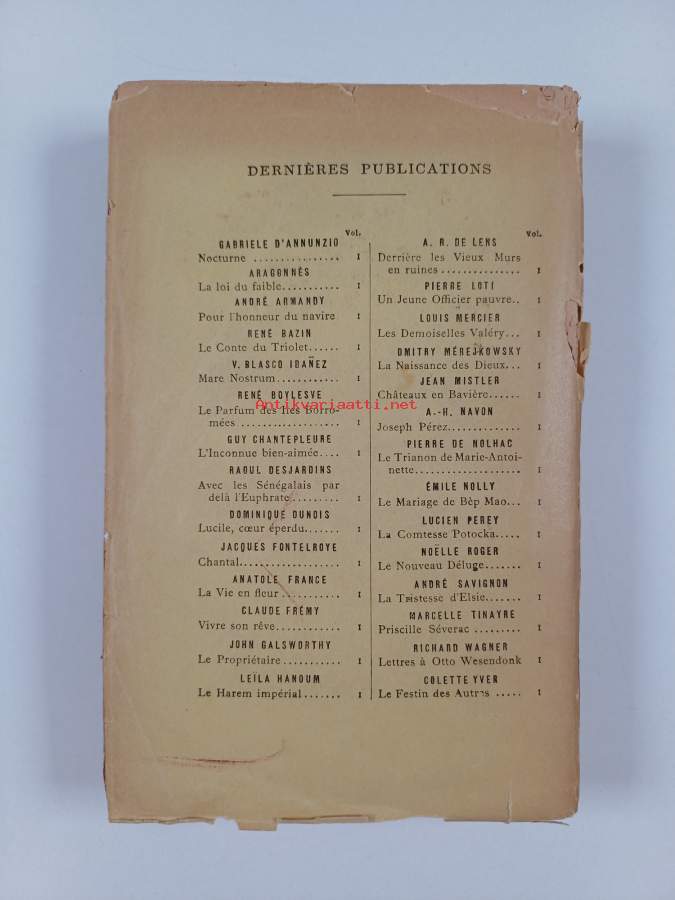 DERNIÈRES PUBLICATIONS
Vol.
GABRIELE D'ANNUNZIO
Nocturne ................ 1
ARAGONNÈS
La loi du faible........... 1
ANDRÉ ARMANDY
Pour l'honneur du navire 1
RENÉ BAZIN
Le Conte du Triolet...... 1
V. BLASCO IBAÑEZ
Mare Nostrum............ 1
RENÉ BOYLESVE
Le Parfum des Iles Borro-
mées ................... 1
GUY CHANTEPLEURE
L'Inconnue bien-aimée.... 1
RAOUL DESJARDINS
Avec les Sénégalais par
delà l'Euphrate......... 1
DOMINIQUE DUNOIS
Lucile, cœur éperdu....... 1
JACQUES FONTELROYE
Chantal................... 1
ANATOLE FRANCE
La Vie en fleur........... 1
CLAUDE FRÉMY
Vivre son rêve............ 1
JOHN GALSWORTHY
Le Propriétaire........... 1
LEÏLA HANOUM
Le Harem impérial....... 1
Vol.
A. R. DE LENS
Derrière les Vieux Murs
en ruines............... 1
PIERRE LOTI
Un Jeune Officier pauvre.. 1
LOUIS MERCIER
Les Demoiselles Valéry... 1
DMITRY MÉREJKOWSKY
La Naissance des Dieux... 1
JEAN MISTLER
Châteaux en Bavière...... 1
A.-H. NAVON
Joseph Pérez............. 1
PIERRE DE NOLHAC
Le Trianon de Marie-Antoi-
nette................... 1
ÉMILE NOLLY
Le Mariage de Bèp Mao... 1
LUCIEN PEREY
La Comtesse Potocka..... 1
NOËLLE ROGER
Le Nouveau Déluge....... 1
ANDRÉ SAVIGNON
La Tristesse d'Elsie....... 1
MARCELLE TINAYRE
Priscille Séverac ......... 1
RICHARD WAGNER
Lettres à Otto Wesendonk 1
COLETTE YVER
Le Festin des Autres ..... 1
Antikvariaatti.net